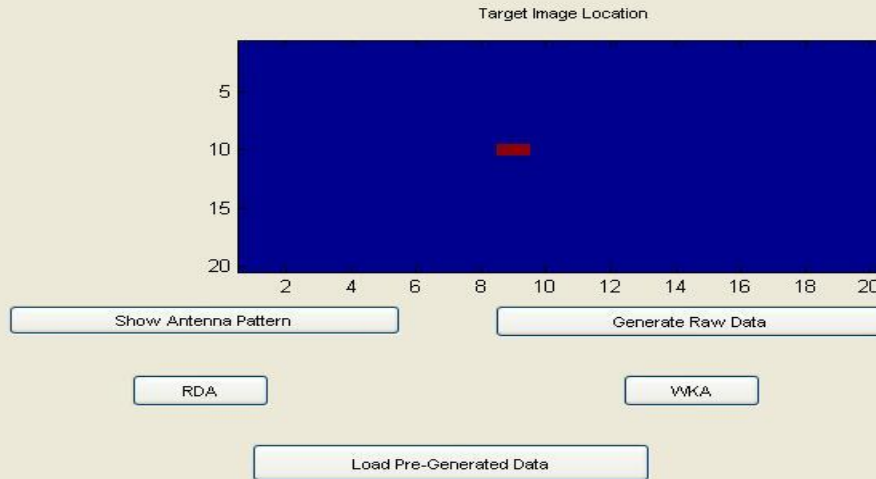 Target Image Location
5
10
15
20
2 4 6 8 10 12 14 16 18 20
Show Antenna Pattern Generate Raw Data
RDA WKA
Load Pre-Generated Data